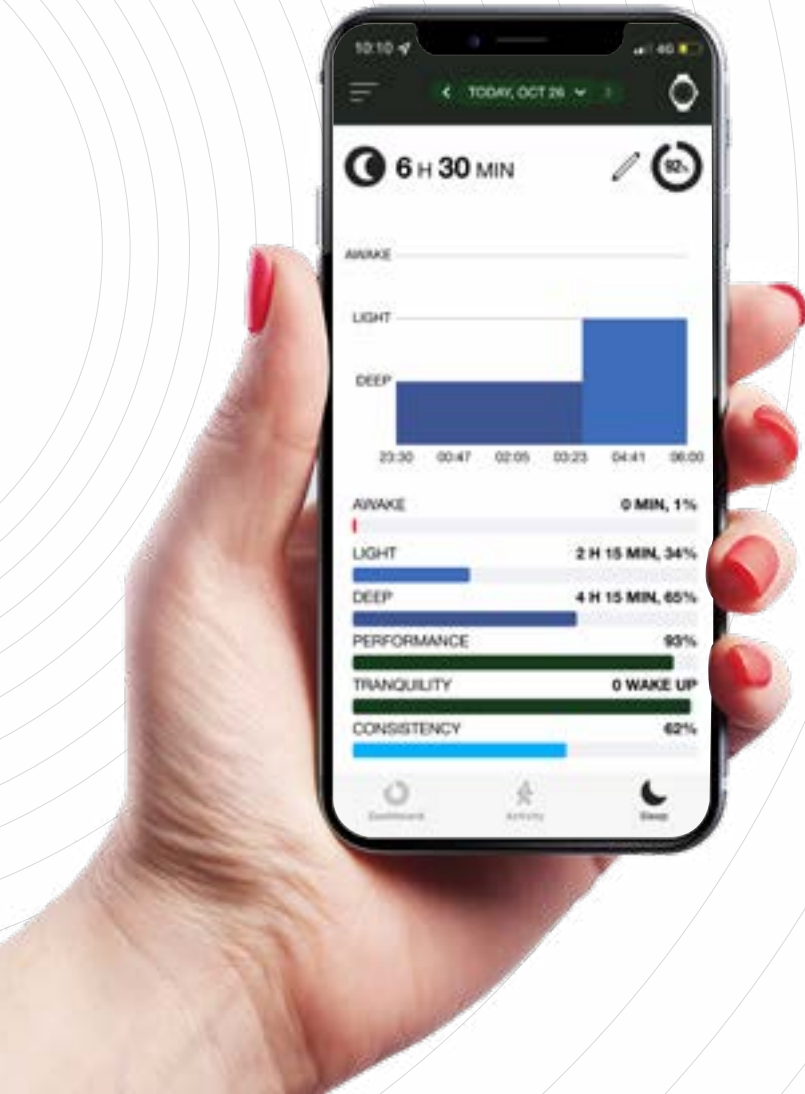 10:10
4G
TODAY, OCT 26
6 H 30 MIN
92%
AWAKE
LIGHT
DEEP
23:30 00:47 02:05 03:23 04:41 06:00
AWAKE 0 MIN, 1%
LIGHT 2 H 15 MIN, 34%
DEEP 4 H 15 MIN, 65%
PERFORMANCE 93%
TRANQUILITY 0 WAKE UP
CONSISTENCY 62%
Dashboard Activity Sleep